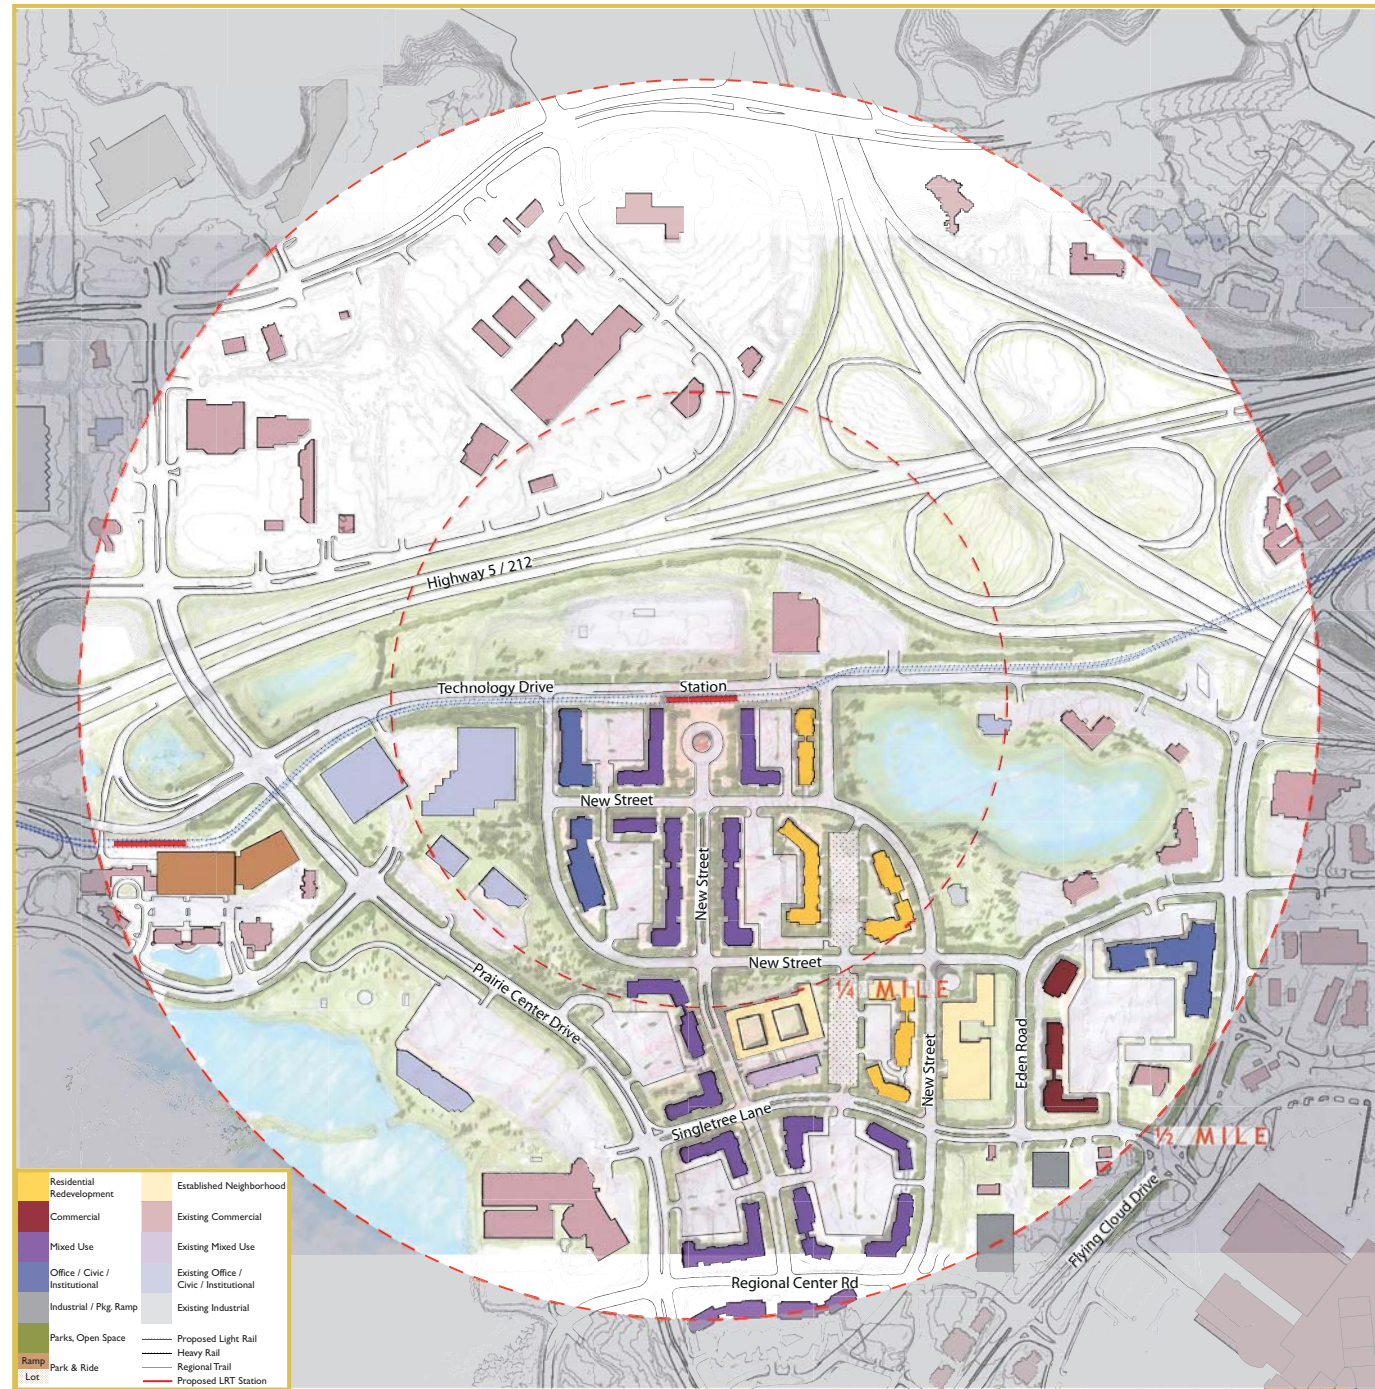 Highway 5 / 212
Technology Drive
Station
New Street
New Street
New Street
Prairie Center Drive
¼ MILE
New Street
Eden Road
Singletree Lane
½ MILE
Flying Cloud Drive
Regional Center Rd
Residential
Redevelopment
Established Neighborhood
Commercial
Existing Commercial
Mixed Use
Existing Mixed Use
Office / Civic /
Institutional
Existing Office /
Civic / Institutional
Industrial / Pkg. Ramp
Existing Industrial
Parks, Open Space
Proposed Light Rail
Heavy Rail
Ramp
Park & Ride
Regional Trail
Lot
Proposed LRT Station